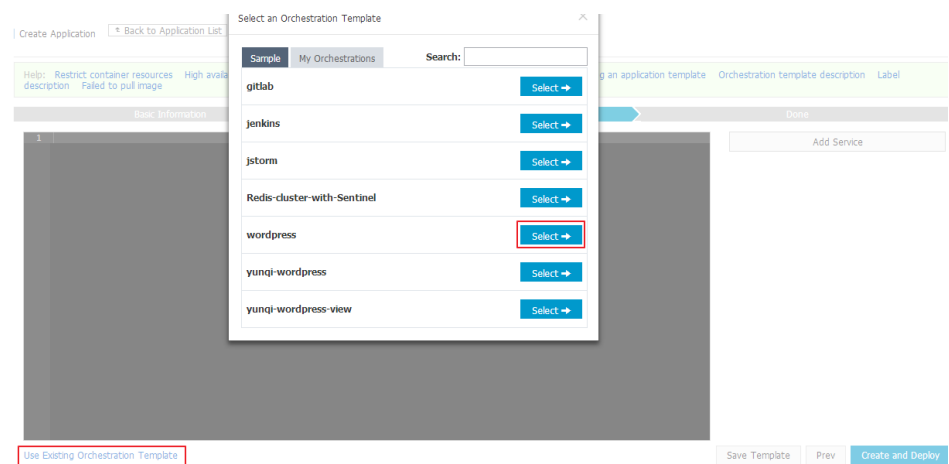 Select an Orchestration Template
Create Application
Back to Application List
Sample
My Orchestrations
Search:
Help: Restrict container resources High availa
g an application template Orchestration template description Label
description Failed to pull image
gitlab
Select
Basic Information
Done
jenkins
Select
1
Add Service
jstorm
Select
Redis-cluster-with-Sentinel
Select
wordpress
Select
yunqi-wordpress
Select
yunqi-wordpress-view
Select
Use Existing Orchestration Template
Save Template
Prev
Create and Deploy